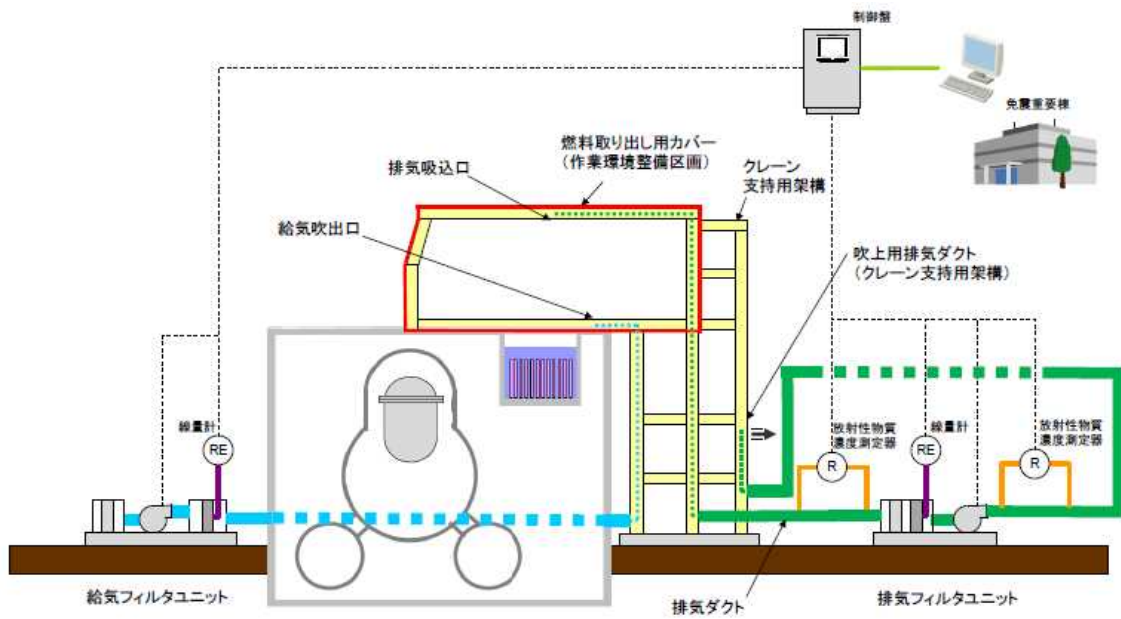 制御盤
免震重要棟
燃料取り出し用カバー
(作業環境整備区画)
クレーン
支持用架構
排気吸込口
給気吹出口
吹上用排気ダクト
(クレーン支持用架構)
線量計
RE
放射性物質
濃度測定器
R
線量計
RE
放射性物質
濃度測定器
R
給気フィルタユニット
排気ダクト
排気フィルタユニット